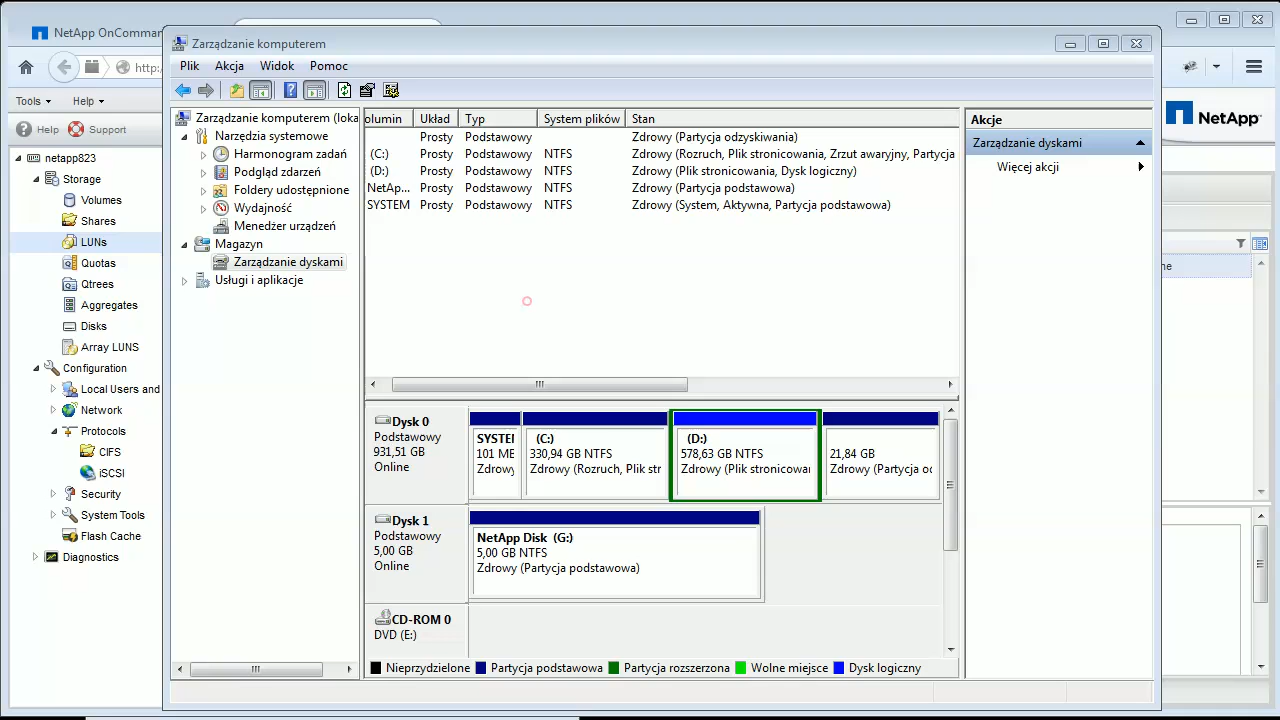 NetApp OnComman
http:/
Tools
Help
Help
Support
netapp823
Storage
Volumes
Shares
LUNs
Quotas
Qtrees
Aggregates
Disks
Array LUNS
Configuration
Local Users and
Network
Protocols
CIFS
iSCSI
Security
System Tools
Flash Cache
Diagnostics
Zarządzanie komputerem
Plik Akcja Widok Pomoc
Zarządzanie komputerem (loka
Narzędzia systemowe
Harmonogram zadań
Podgląd zdarzeń
Foldery udostępnione
Wydajność
Menedżer urządzeń
Magazyn
Zarządzanie dyskami
Usługi i aplikacje
olumin Układ Typ System plików Stan
Prosty Podstawowy Zdrowy (Partycja odzyskiwania)
(C:) Prosty Podstawowy NTFS Zdrowy (Rozruch, Plik stronicowania, Zrzut awaryjny, Partycja
(D:) Prosty Podstawowy NTFS Zdrowy (Plik stronicowania, Dysk logiczny)
NetAp... Prosty Podstawowy NTFS Zdrowy (Partycja podstawowa)
SYSTEM Prosty Podstawowy NTFS Zdrowy (System, Aktywna, Partycja podstawowa)
Dysk 0
Podstawowy
931,51 GB
Online
SYSTE
101 ME
Zdrowy
(C:)
330,94 GB NTFS
Zdrowy (Rozruch, Plik str
(D:)
578,63 GB NTFS
Zdrowy (Plik stronicowar
21,84 GB
Zdrowy (Partycja oc
Dysk 1
Podstawowy
5,00 GB
Online
NetApp Disk (G:)
5,00 GB NTFS
Zdrowy (Partycja podstawowa)
CD-ROM 0
DVD (E:)
Nieprzydzielone Partycja podstawowa Partycja rozszerzona Wolne miejsce Dysk logiczny
Akcje
Zarządzanie dyskami
Więcej akcji
NetApp
ne